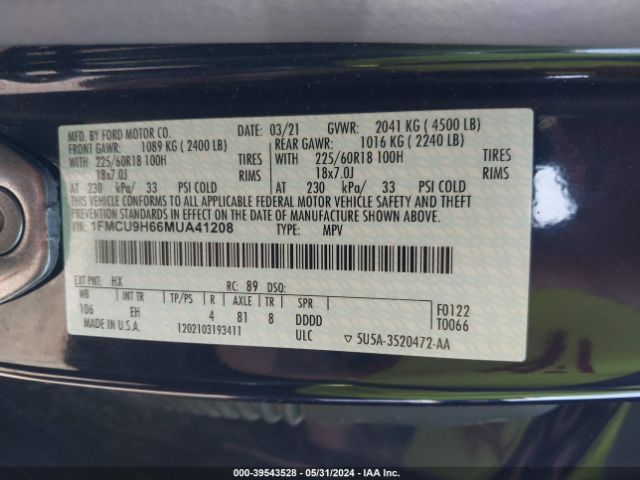 MFD. BY FORD MOTOR CO. DATE: 03/21 GVWR: 2041 KG ( 4500 LB)
FRONT GAWR: 1089 KG ( 2400 LB) REAR GAWR: 1016 KG ( 2240 LB)
WITH 225/60R18 100H TIRES WITH 225/60R18 100H TIRES
18x7.0J RIMS 18x7.0J RIMS
AT 230 kPa/ 33 PSI COLD AT 230 kPa/ 33 PSI COLD
THIS VEHICLE CONFORMS TO ALL APPLICABLE FEDERAL MOTOR VEHICLE SAFETY AND THEFT
PREVENTION STANDARDS IN EFFECT ON THE DATE OF MANUFACTURE SHOWN ABOVE.
VIN: 1FMCU9H66MUA41208 TYPE: MPV
EXT PNT: HX RC: 89 DSO:
WB INT TR TP/PS R AXLE TR SPR F0122
106 EH 4 81 8 DDDD T0066
MADE IN U.S.A. 1202103193411 ULC ▽ 5U5A-3520472-AA
000-39543528 - 05/31/2024 - IAA Inc.